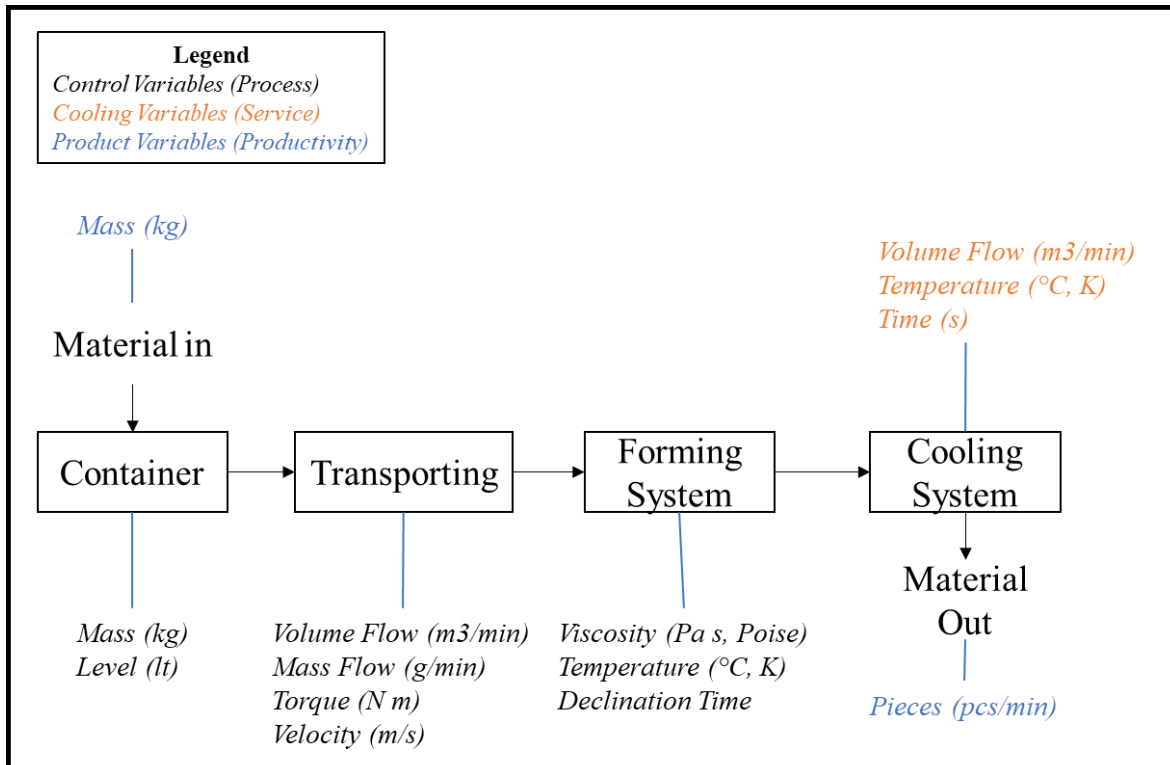 Legend
Control Variables (Process)
Cooling Variables (Service)
Product Variables (Productivity)
Mass (kg)
Material in
Volume Flow (m3/min)
Temperature (°C, K)
Time (s)
Container
Transporting
Forming
System
Cooling
System
Mass (kg)
Level (lt)
Volume Flow (m3/min)
Mass Flow (g/min)
Torque (N m)
Velocity (m/s)
Viscosity (Pa s, Poise)
Temperature (°C, K)
Declination Time
Material
Out
Pieces (pcs/min)